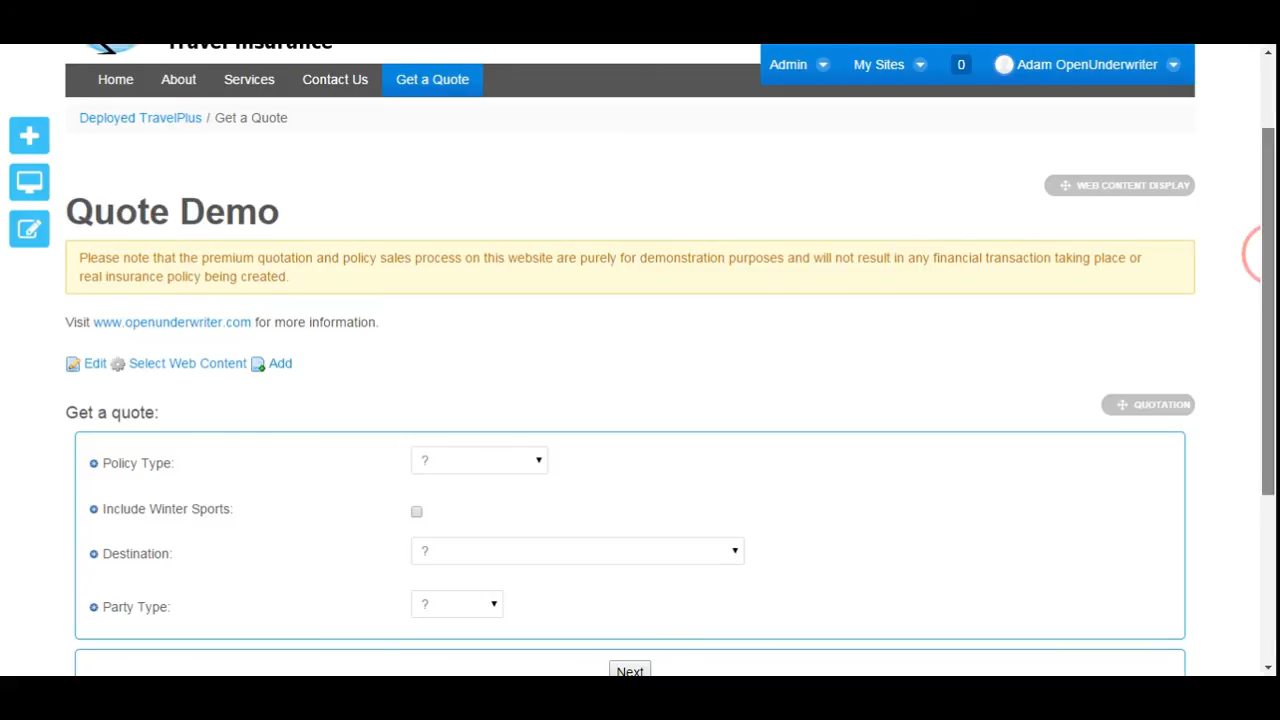 Travel Insurance
Admin My Sites 0 Adam OpenUnderwriter
Home About Services Contact Us Get a Quote
Deployed TravelPlus / Get a Quote
WEB CONTENT DISPLAY
Quote Demo
Please note that the premium quotation and policy sales process on this website are purely for demonstration purposes and will not result in any financial transaction taking place or
real insurance policy being created.
Visit www.openunderwriter.com for more information.
Edit Select Web Content Add
Get a quote:
QUOTATION
Policy Type: ?
Include Winter Sports:
Destination: ?
Party Type: ?
Next